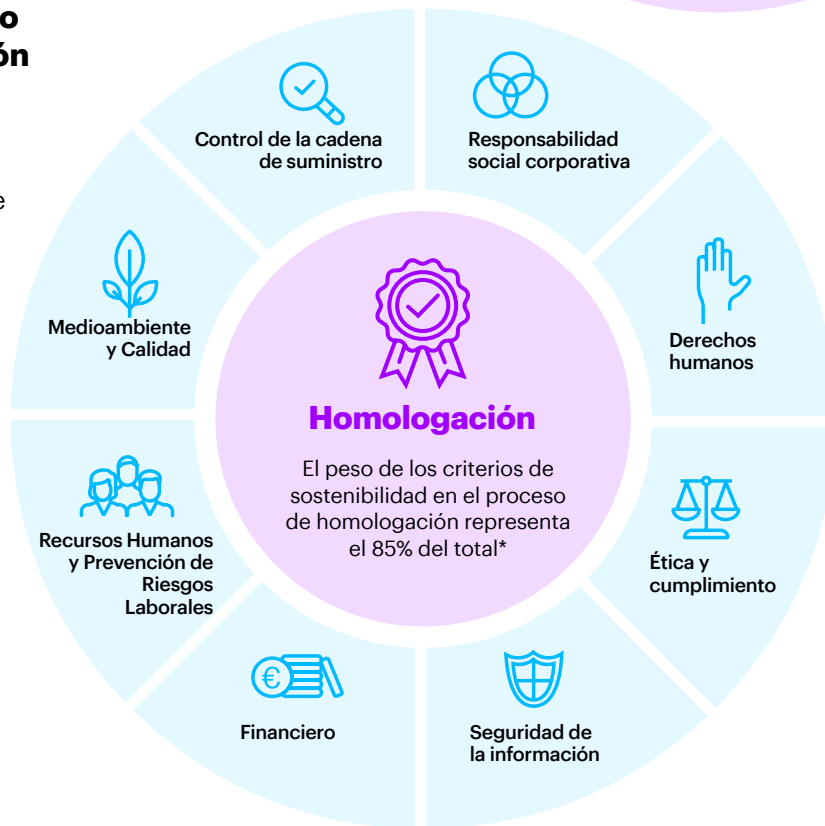 o
ón
e
Control de la cadena
de suministro
Responsabilidad
social corporativa
Derechos
humanos
Ética y
cumplimiento
Seguridad de
la información
Financiero
Recursos Humanos
y Prevención de
Riesgos
Laborales
Medioambiente
y Calidad
Homologación
El peso de los criterios de
sostenibilidad en el proceso
de homologación representa
el 85% del total*
€